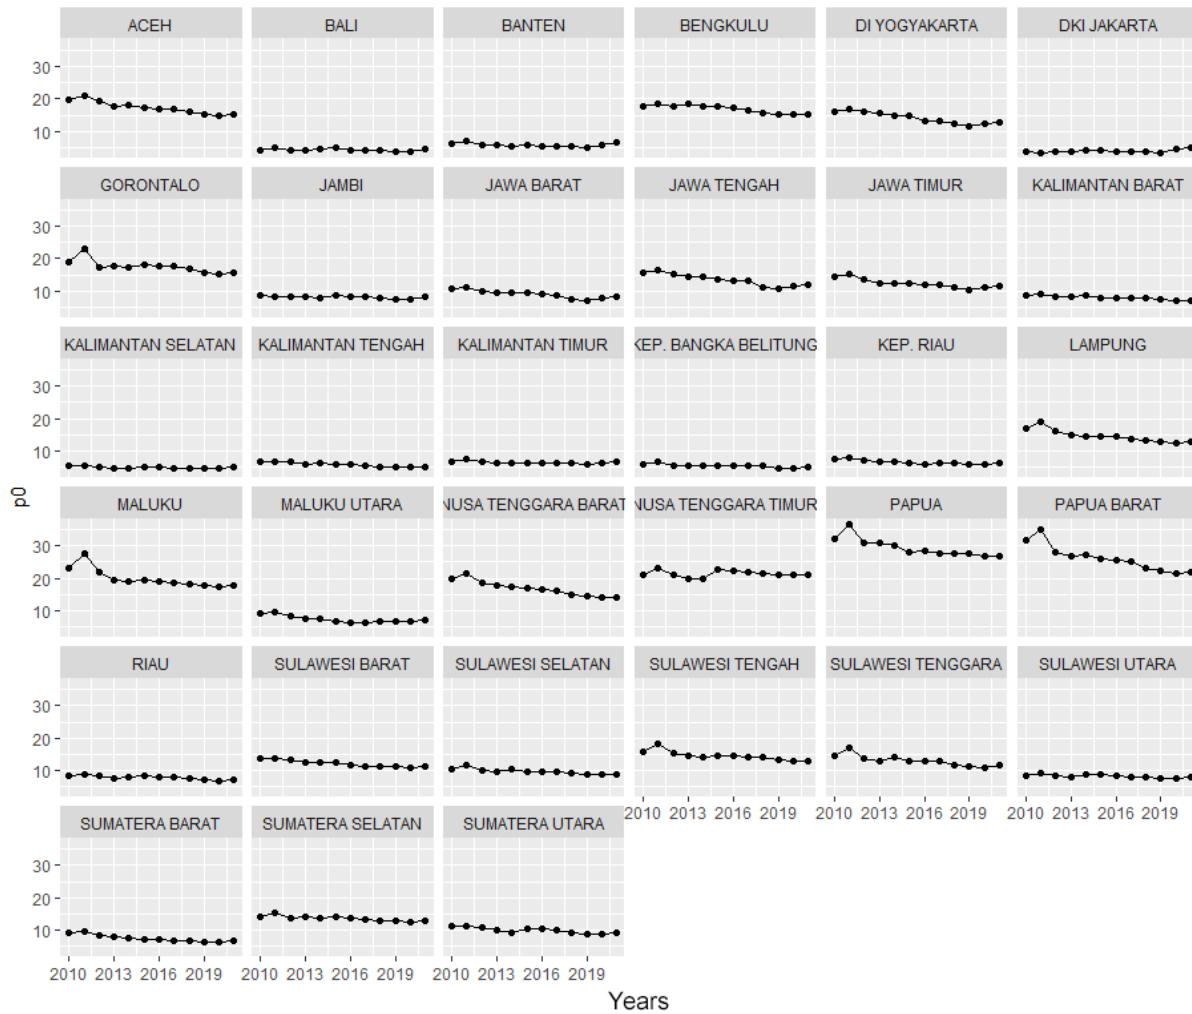 ACEH BALI BANTEN BENGKULU DI YOGYAKARTA DKI JAKARTA
30
20
10
GORONTALO JAMBI JAWA BARAT JAWA TENGAH JAWA TIMUR KALIMANTAN BARAT
30
20
10
KALIMANTAN SELATAN KALIMANTAN TENGAH KALIMANTAN TIMUR KEP. BANGKA BELITUNG KEP. RIAU LAMPUNG
30
20
10
p0
MALUKU MALUKU UTARA NUSA TENGGARA BARAT NUSA TENGGARA TIMUR PAPUA PAPUA BARAT
30
20
10
RIAU SULAWESI BARAT SULAWESI SELATAN SULAWESI TENGAH SULAWESI TENGGARA SULAWESI UTARA
30
20
10
2010 2013 2016 2019 2010 2013 2016 2019 2010 2013 2016 2019
SUMATERA BARAT SUMATERA SELATAN SUMATERA UTARA
30
20
10
2010 2013 2016 2019 2010 2013 2016 2019 2010 2013 2016 2019
Years